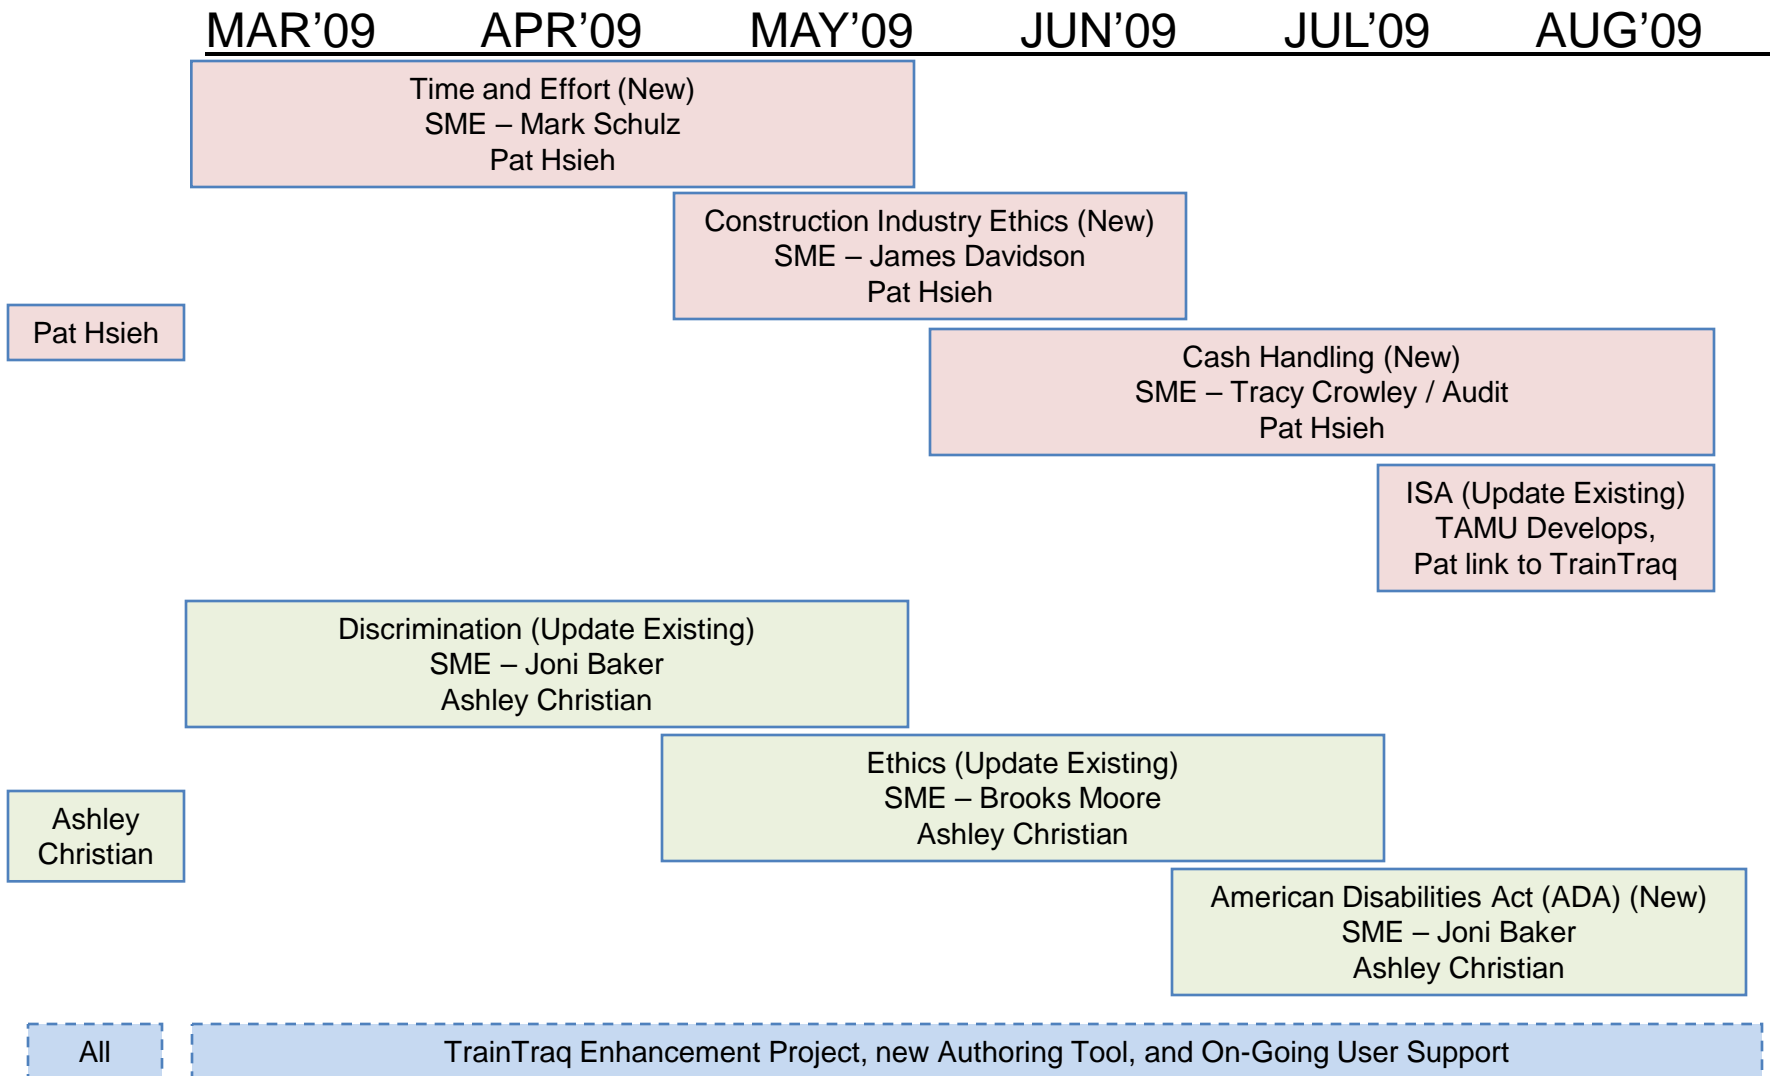 MAR’09 APR’09 MAY’09 JUN’09 JUL’09 AUG’09
Time and Effort (New)
SME – Mark Schulz
Pat Hsieh
Construction Industry Ethics (New)
SME – James Davidson
Pat Hsieh
Pat Hsieh
Cash Handling (New)
SME – Tracy Crowley / Audit
Pat Hsieh
ISA (Update Existing)
TAMU Develops,
Pat link to TrainTraq
Discrimination (Update Existing)
SME – Joni Baker
Ashley Christian
Ethics (Update Existing)
SME – Brooks Moore
Ashley Christian
Ashley
Christian
American Disabilities Act (ADA) (New)
SME – Joni Baker
Ashley Christian
All
TrainTraq Enhancement Project, new Authoring Tool, and On-Going User Support